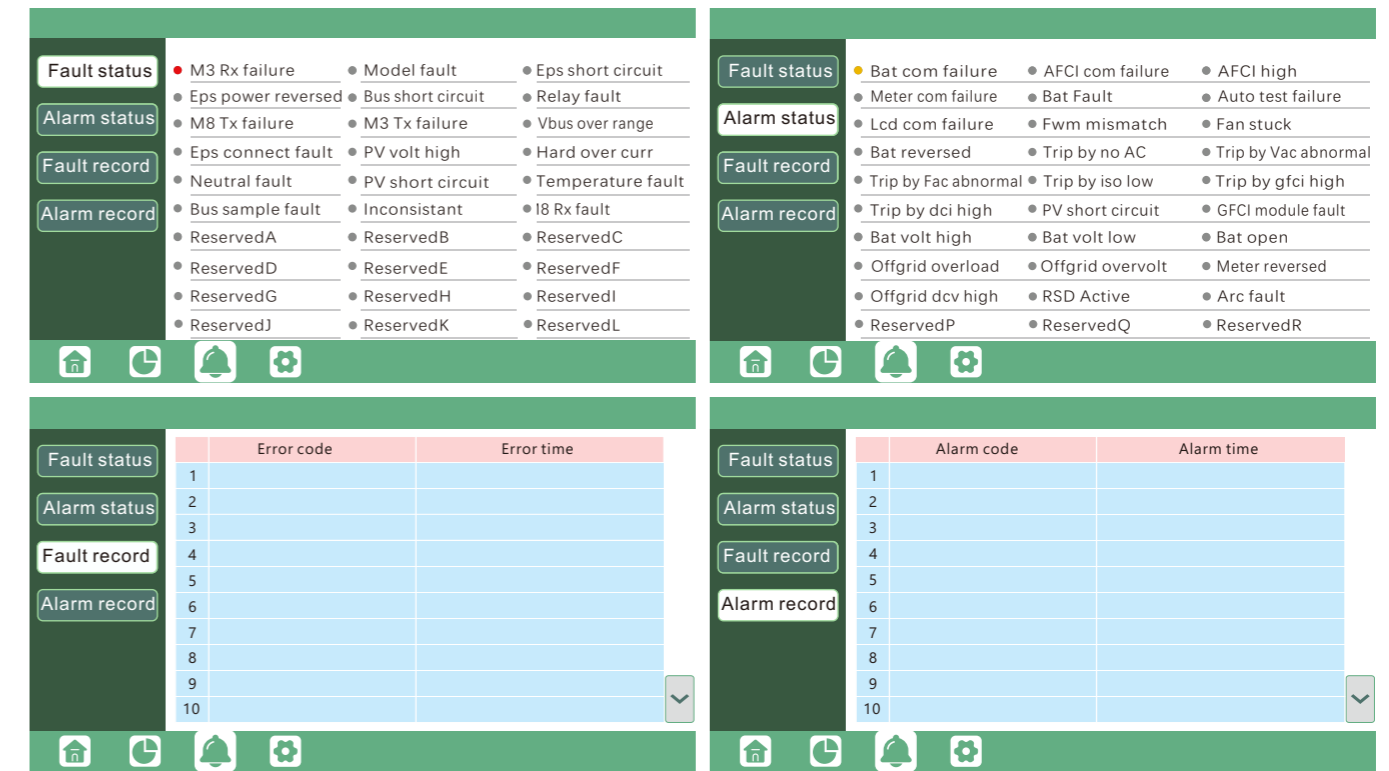 Fault status
Alarm status
Fault record
Alarm record
M3 Rx failure Model fault Eps short circuit
Eps power reversed Bus short circuit Relay fault
M8 Tx failure M3 Tx failure Vbus over range
Eps connect fault PV volt high Hard over curr
Neutral fault PV short circuit Temperature fault
Bus sample fault Inconsistant I8 Rx fault
ReservedA ReservedB ReservedC
ReservedD ReservedE ReservedF
ReservedG ReservedH ReservedI
ReservedJ ReservedK ReservedL
Fault status
Alarm status
Fault record
Alarm record
Bat com failure AFCI com failure AFCI high
Meter com failure Bat Fault Auto test failure
Lcd com failure Fwm mismatch Fan stuck
Bat reversed Trip by no AC Trip by Vac abnormal
Trip by Fac abnormal Trip by iso low Trip by gfci high
Trip by dci high PV short circuit GFCI module fault
Bat volt high Bat volt low Bat open
Offgrid overload Offgrid overvolt Meter reversed
Offgrid dcv high RSD Active Arc fault
ReservedP ReservedQ ReservedR
Fault status
Alarm status
Fault record
Alarm record
Error code Error time
1
2
3
4
5
6
7
8
9
10
Fault status
Alarm status
Fault record
Alarm record
Alarm code Alarm time
1
2
3
4
5
6
7
8
9
10